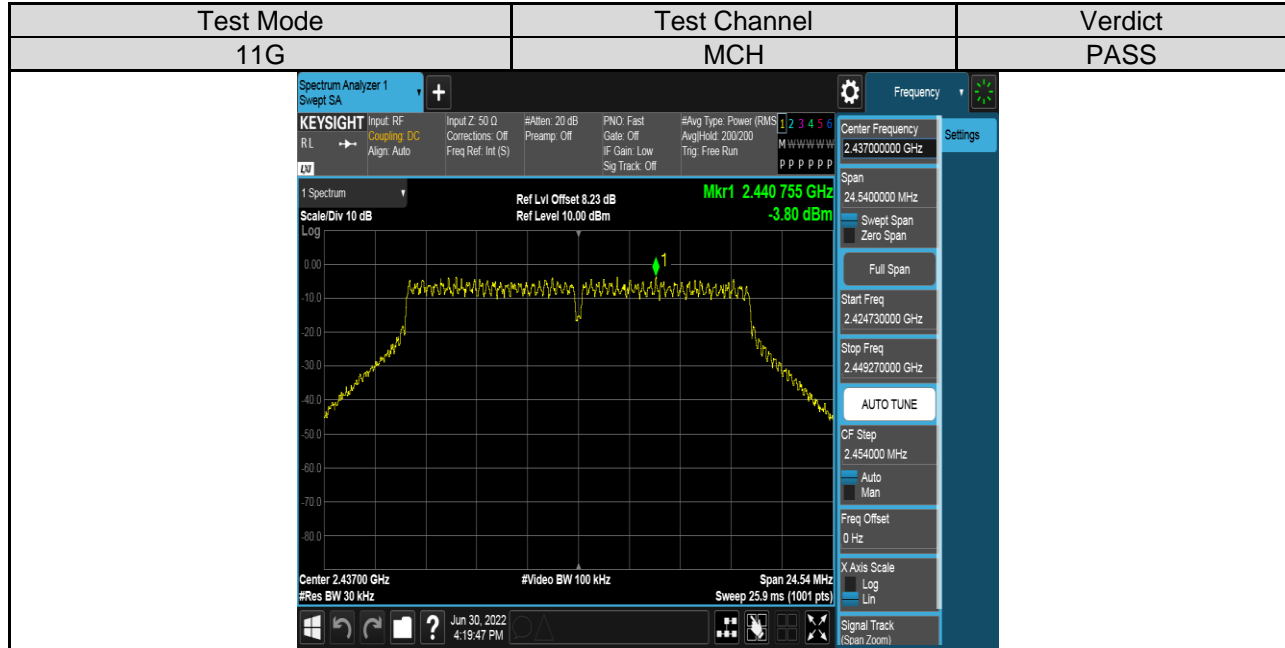 Test Mode Test Channel Verdict
11G MCH PASS
Spectrum Analyzer 1
Swept SA
+
Frequency
KEYSIGHT
RL
LXI
Input: RF
Coupling: DC
Align: Auto
Input Z: 50 Ω
Corrections: Off
Freq Ref: Int (S)
#Atten: 20 dB
Preamp: Off
PNO: Fast
Gate: Off
IF Gain: Low
Sig Track: Off
#Avg Type: Power (RMS
Avg|Hold: 200/200
Trig: Free Run
1 2 3 4 5 6
M W W W W W
P P P P P P
Settings
1 Spectrum
Scale/Div 10 dB
Log
Ref Lvl Offset 8.23 dB
Ref Level 10.00 dBm
Mkr1 2.440 755 GHz
-3.80 dBm
1
0.00
-10.0
-20.0
-30.0
-40.0
-50.0
-60.0
-70.0
-80.0
Center 2.43700 GHz
#Res BW 30 kHz
#Video BW 100 kHz
Span 24.54 MHz
Sweep 25.9 ms (1001 pts)
Center Frequency
2.437000000 GHz
Span
24.5400000 MHz
Swept Span
Zero Span
Full Span
Start Freq
2.424730000 GHz
Stop Freq
2.449270000 GHz
AUTO TUNE
CF Step
2.454000 MHz
Auto
Man
Freq Offset
0 Hz
X Axis Scale
Log
Lin
Signal Track
(Span Zoom)
?
Jun 30, 2022
4:19:47 PM